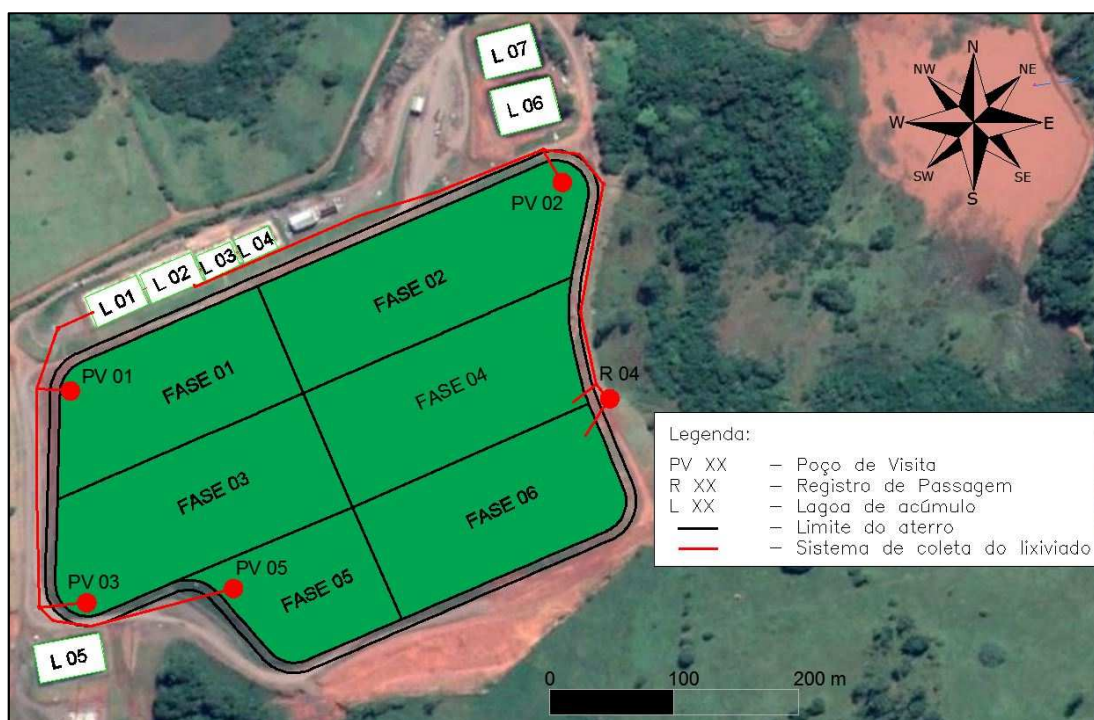 L 07
L 06
N
NW
NE
W
E
SW
SE
S
PV 02
L 04
L 03
L 02
L 01
FASE 02
FASE 01
FASE 04
PV 01
R 04
FASE 03
FASE 06
PV 05
FASE 05
PV 03
L 05
Legenda:
PV XX – Poço de Visita
R XX – Registro de Passagem
L XX – Lagoa de acúmulo
– Limite do aterro
– Sistema de coleta do lixiviado
0 100 200 m